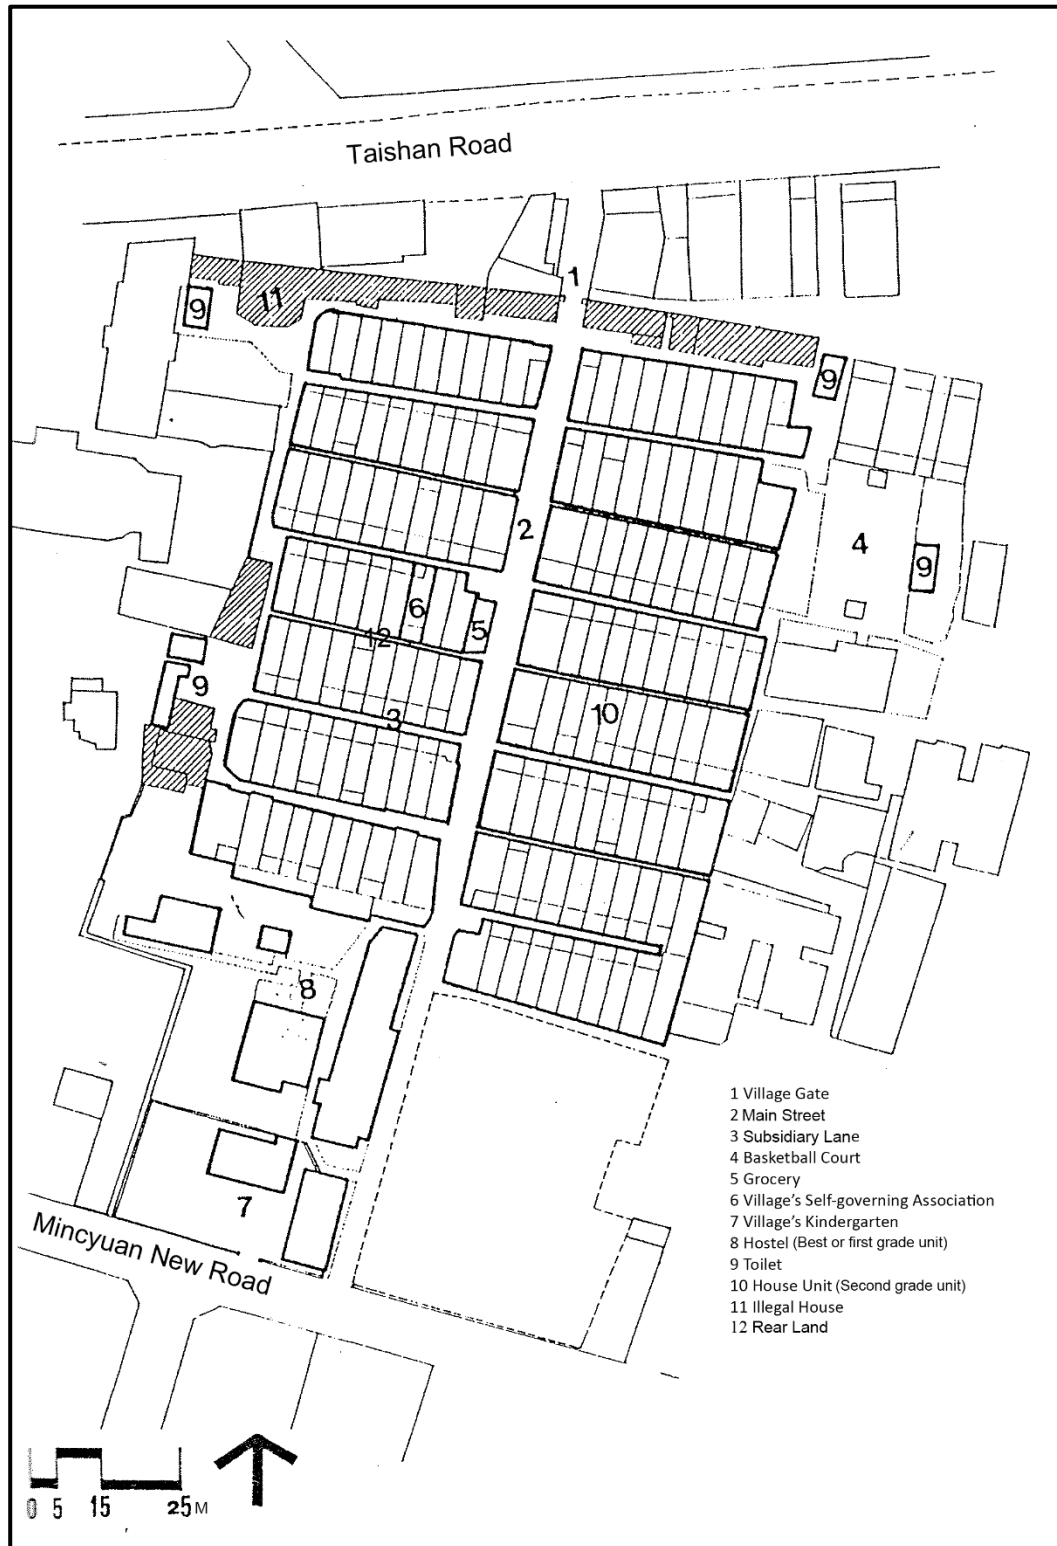 Taishan Road
1
11
9
9
2
4
9
6
5
12
9
3
10
8
7
Mincyuan New Road
1 Village Gate
2 Main Street
3 Subsidiary Lane
4 Basketball Court
5 Grocery
6 Village's Self-governing Association
7 Village's Kindergarten
8 Hostel (Best or first grade unit)
9 Toilet
10 House Unit (Second grade unit)
11 Illegal House
12 Rear Land
0 5 15 25 M